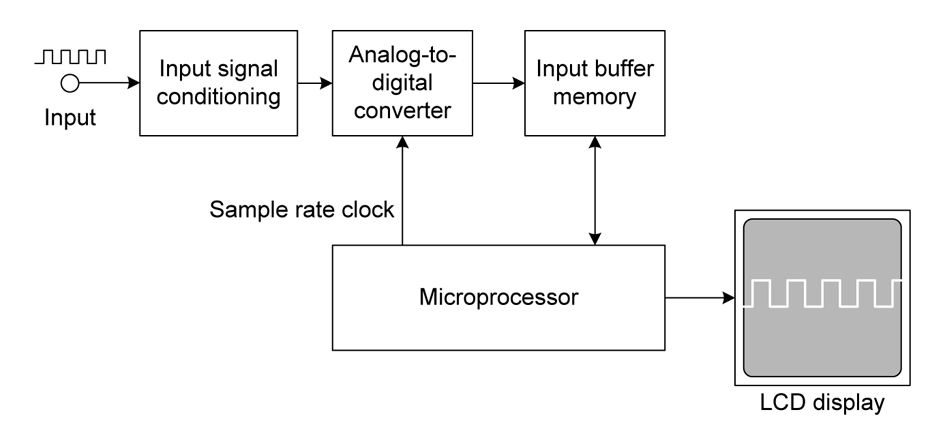 Input
Input signal
conditioning
Analog-to-
digital
converter
Input buffer
memory
Sample rate clock
Microprocessor
LCD display